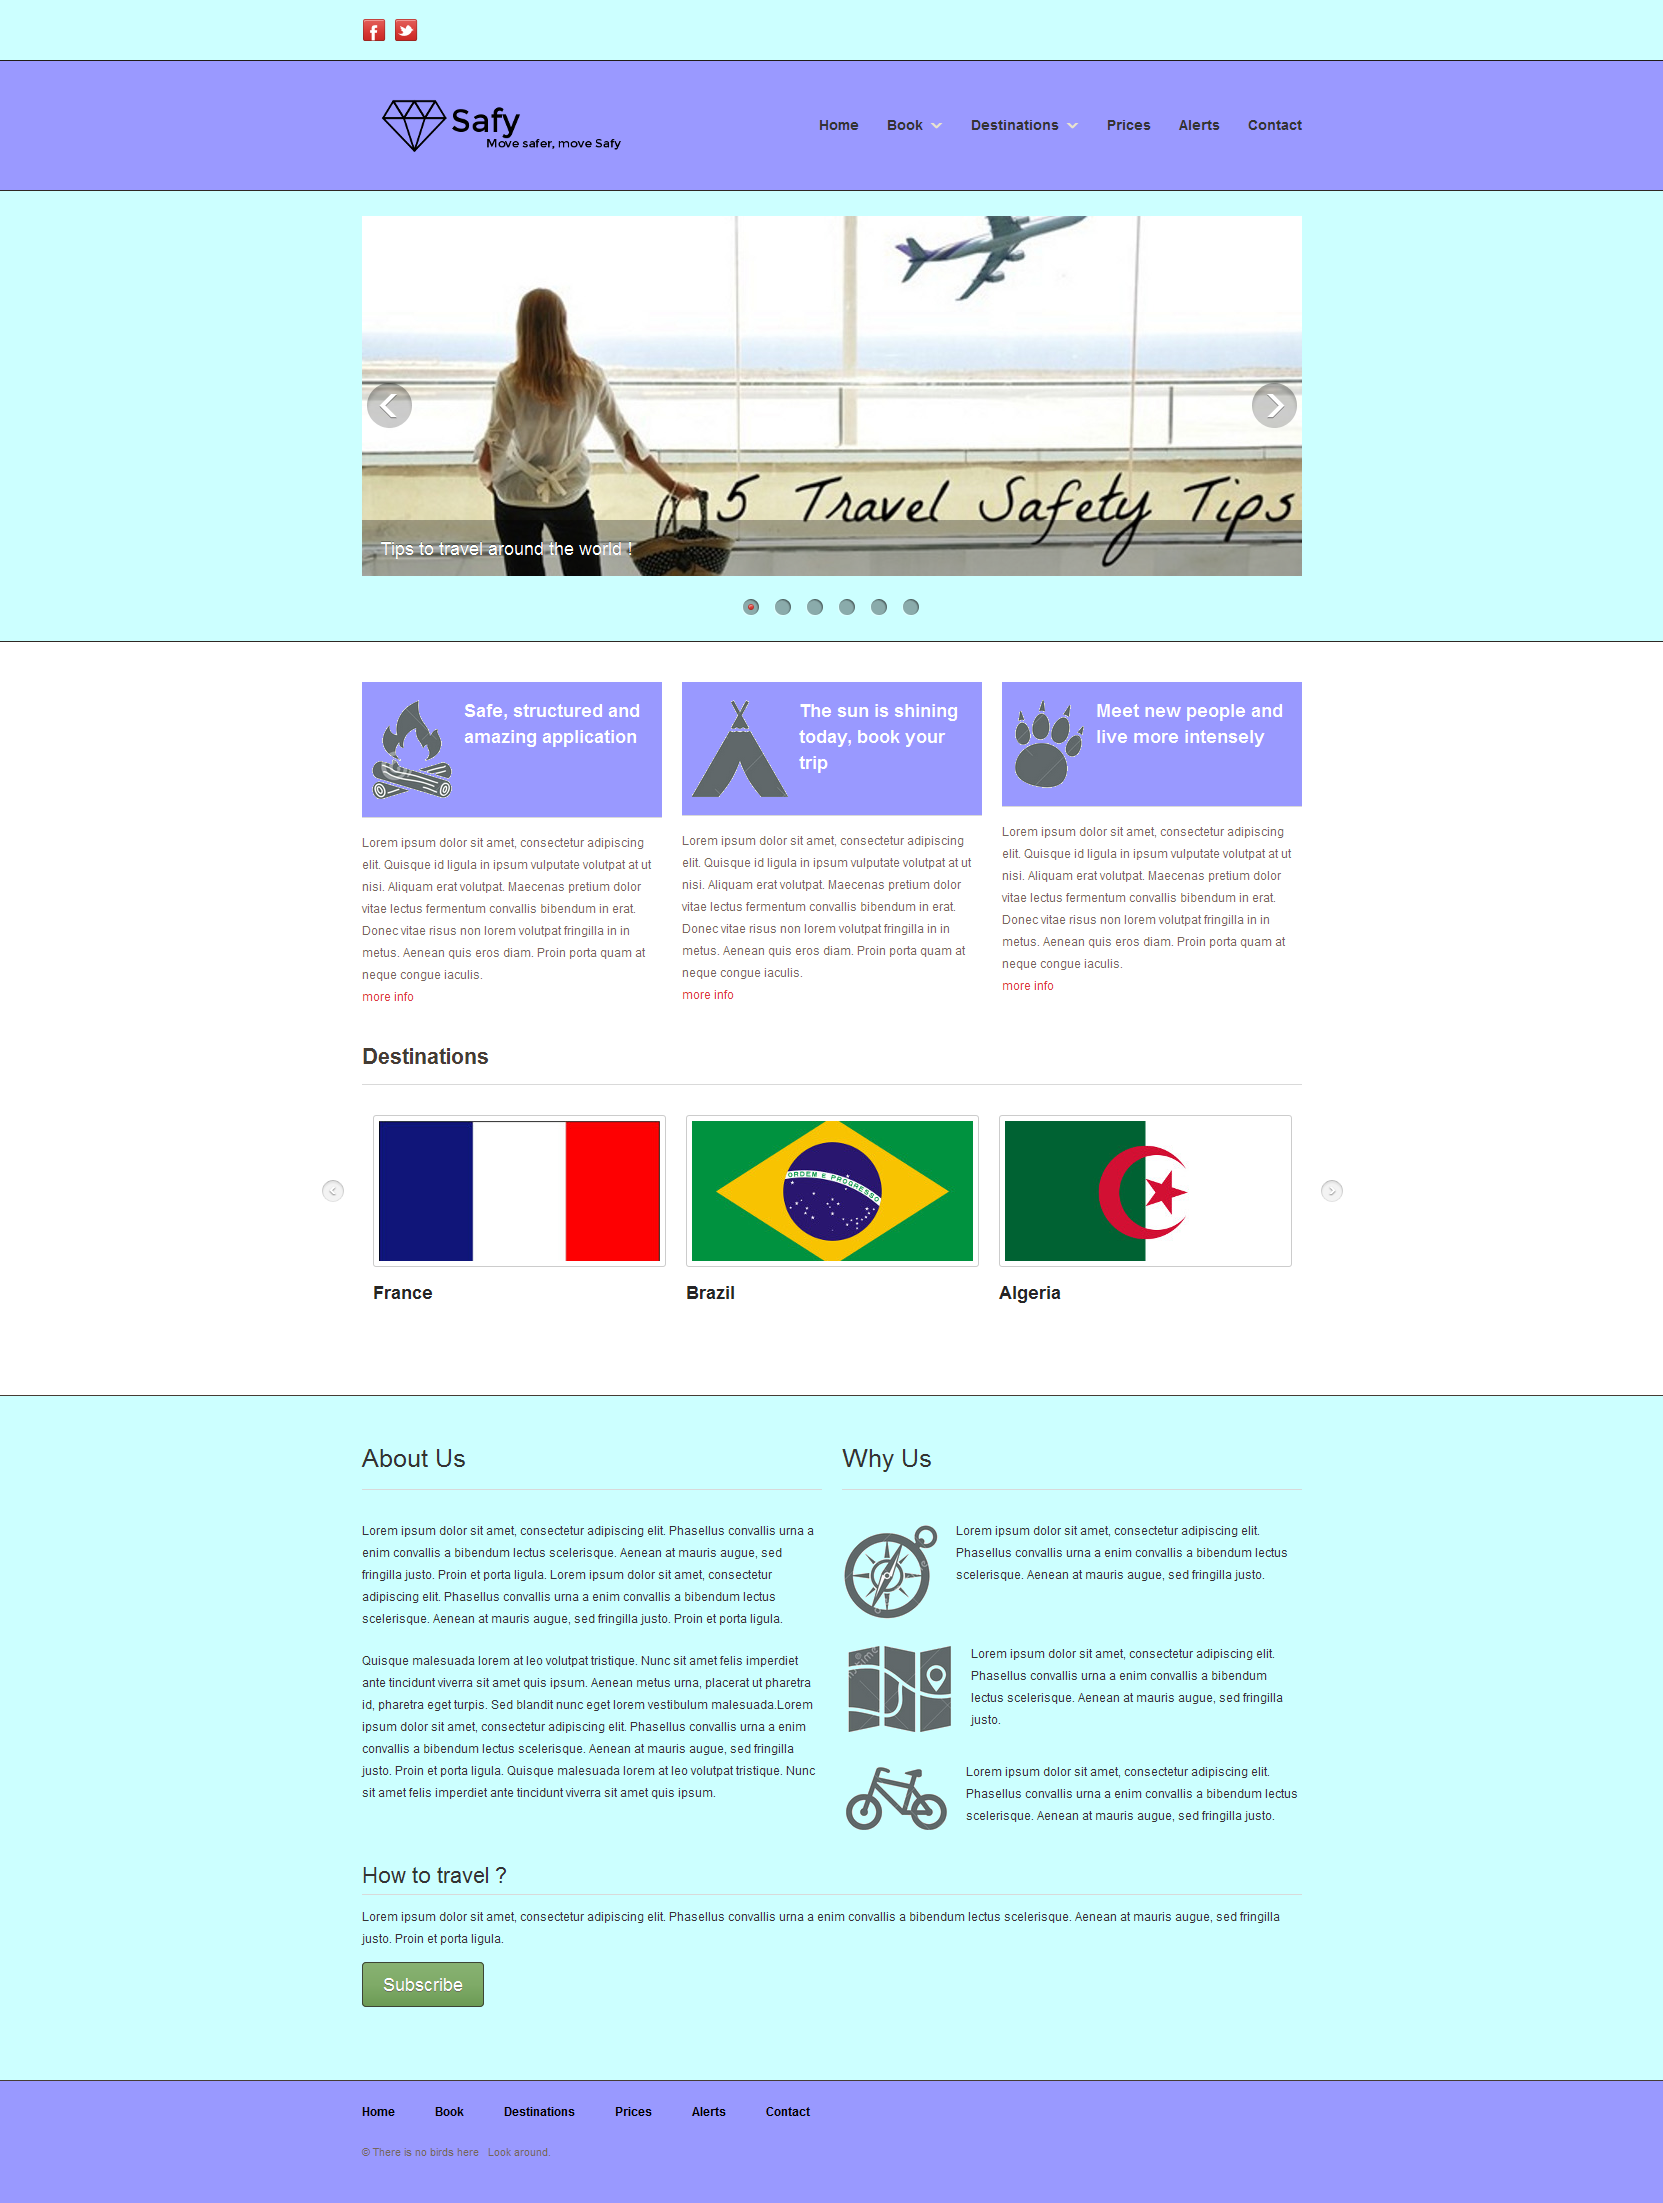 Safy
Move safer, move Safy
Home Book Destinations Prices Alerts Contact
5 Travel Safety Tips
Tips to travel around the world !
Safe, structured and
amazing application
Lorem ipsum dolor sit amet, consectetur adipiscing
elit. Quisque id ligula in ipsum vulputate volutpat at ut
nisi. Aliquam erat volutpat. Maecenas pretium dolor
vitae lectus fermentum convallis bibendum in erat.
Donec vitae risus non lorem volutpat fringilla in in
metus. Aenean quis eros diam. Proin porta quam at
neque congue iaculis.
more info
The sun is shining
today, book your
trip
Lorem ipsum dolor sit amet, consectetur adipiscing
elit. Quisque id ligula in ipsum vulputate volutpat at ut
nisi. Aliquam erat volutpat. Maecenas pretium dolor
vitae lectus fermentum convallis bibendum in erat.
Donec vitae risus non lorem volutpat fringilla in in
metus. Aenean quis eros diam. Proin porta quam at
neque congue iaculis.
more info
Meet new people and
live more intensely
Lorem ipsum dolor sit amet, consectetur adipiscing
elit. Quisque id ligula in ipsum vulputate volutpat at ut
nisi. Aliquam erat volutpat. Maecenas pretium dolor
vitae lectus fermentum convallis bibendum in erat.
Donec vitae risus non lorem volutpat fringilla in in
metus. Aenean quis eros diam. Proin porta quam at
neque congue iaculis.
more info
Destinations
ORDEM E PROGRESSO
France
Brazil
Algeria
About Us
Lorem ipsum dolor sit amet, consectetur adipiscing elit. Phasellus convallis urna a
enim convallis a bibendum lectus scelerisque. Aenean at mauris augue, sed
fringilla justo. Proin et porta ligula. Lorem ipsum dolor sit amet, consectetur
adipiscing elit. Phasellus convallis urna a enim convallis a bibendum lectus
scelerisque. Aenean at mauris augue, sed fringilla justo. Proin et porta ligula.
Quisque malesuada lorem at leo volutpat tristique. Nunc sit amet felis imperdiet
ante tincidunt viverra sit amet quis ipsum. Aenean metus urna, placerat ut pharetra
id, pharetra eget turpis. Sed blandit nunc eget lorem vestibulum malesuada.Lorem
ipsum dolor sit amet, consectetur adipiscing elit. Phasellus convallis urna a enim
convallis a bibendum lectus scelerisque. Aenean at mauris augue, sed fringilla
justo. Proin et porta ligula. Quisque malesuada lorem at leo volutpat tristique. Nunc
sit amet felis imperdiet ante tincidunt viverra sit amet quis ipsum.
Why Us
Lorem ipsum dolor sit amet, consectetur adipiscing elit.
Phasellus convallis urna a enim convallis a bibendum lectus
scelerisque. Aenean at mauris augue, sed fringilla justo.
Lorem ipsum dolor sit amet, consectetur adipiscing elit.
Phasellus convallis urna a enim convallis a bibendum
lectus scelerisque. Aenean at mauris augue, sed fringilla
justo.
Lorem ipsum dolor sit amet, consectetur adipiscing elit.
Phasellus convallis urna a enim convallis a bibendum lectus
scelerisque. Aenean at mauris augue, sed fringilla justo.
How to travel ?
Lorem ipsum dolor sit amet, consectetur adipiscing elit. Phasellus convallis urna a enim convallis a bibendum lectus scelerisque. Aenean at mauris augue, sed fringilla
justo. Proin et porta ligula.
Subscribe
Home Book Destinations Prices Alerts Contact
© There is no birds here Look around.